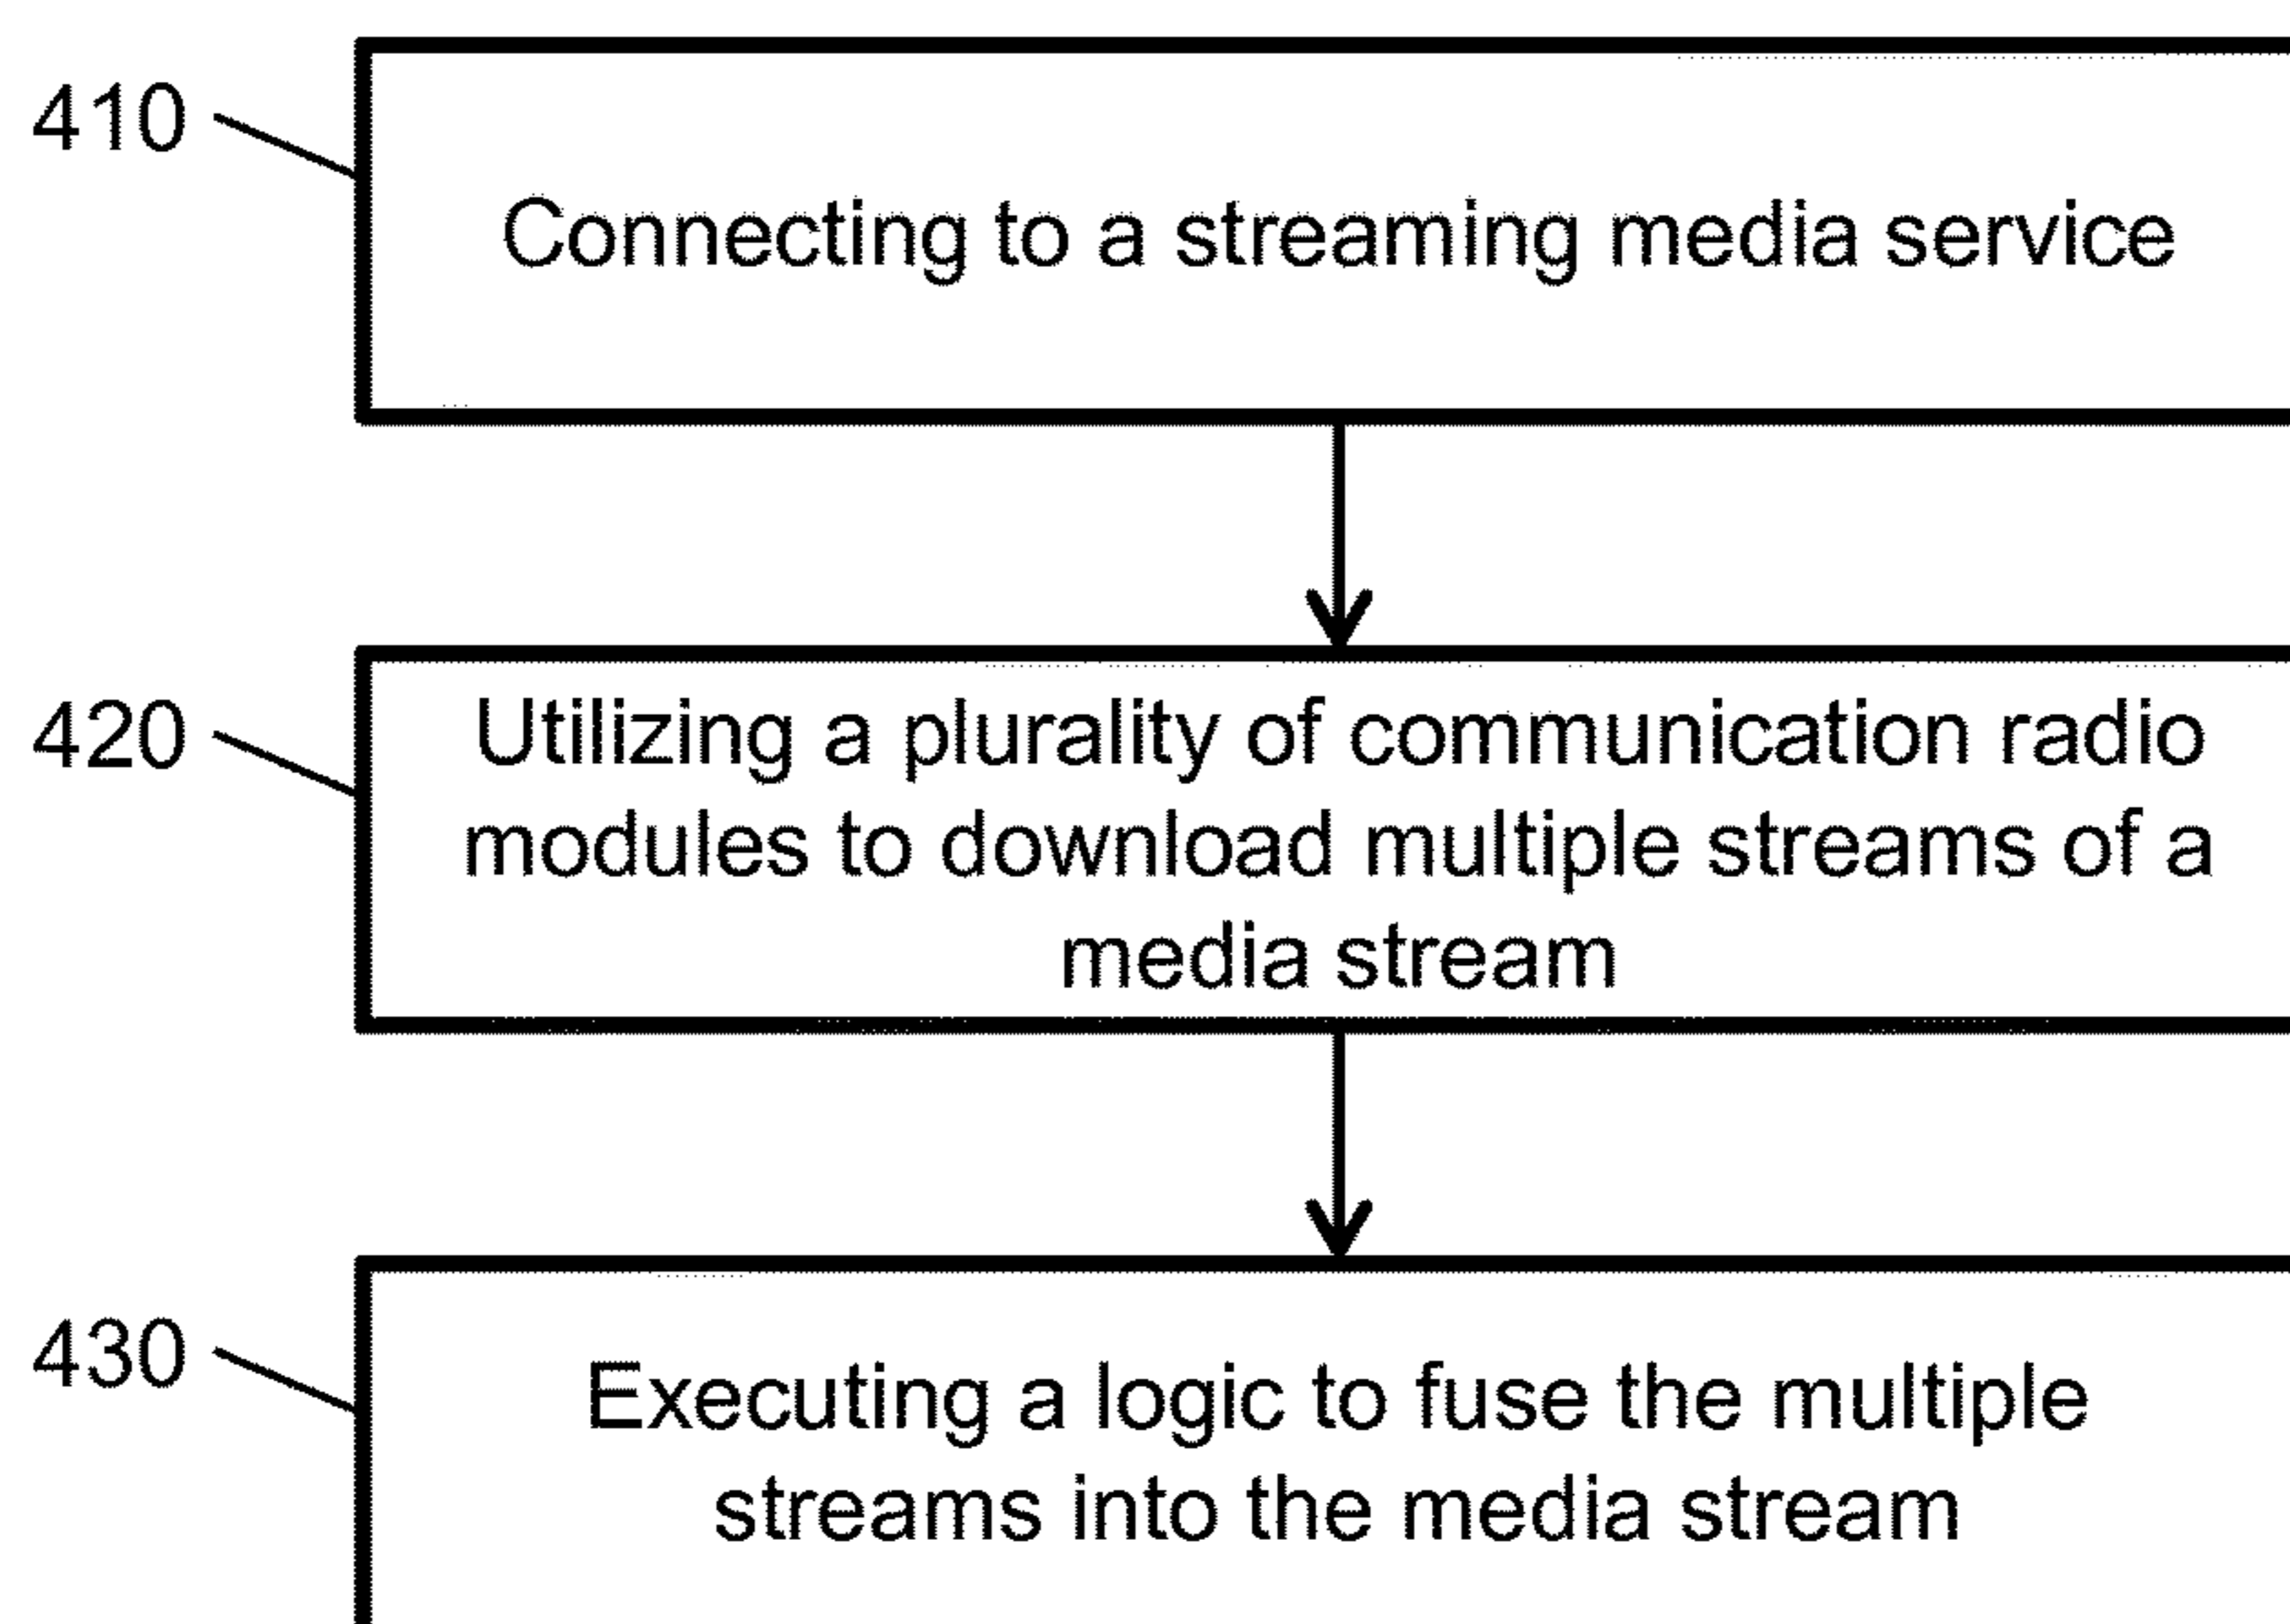 410
Connecting to a streaming media service
420
Utilizing a plurality of communication radio
modules to download multiple streams of a
media stream
430
Executing a logic to fuse the multiple
streams into the media stream